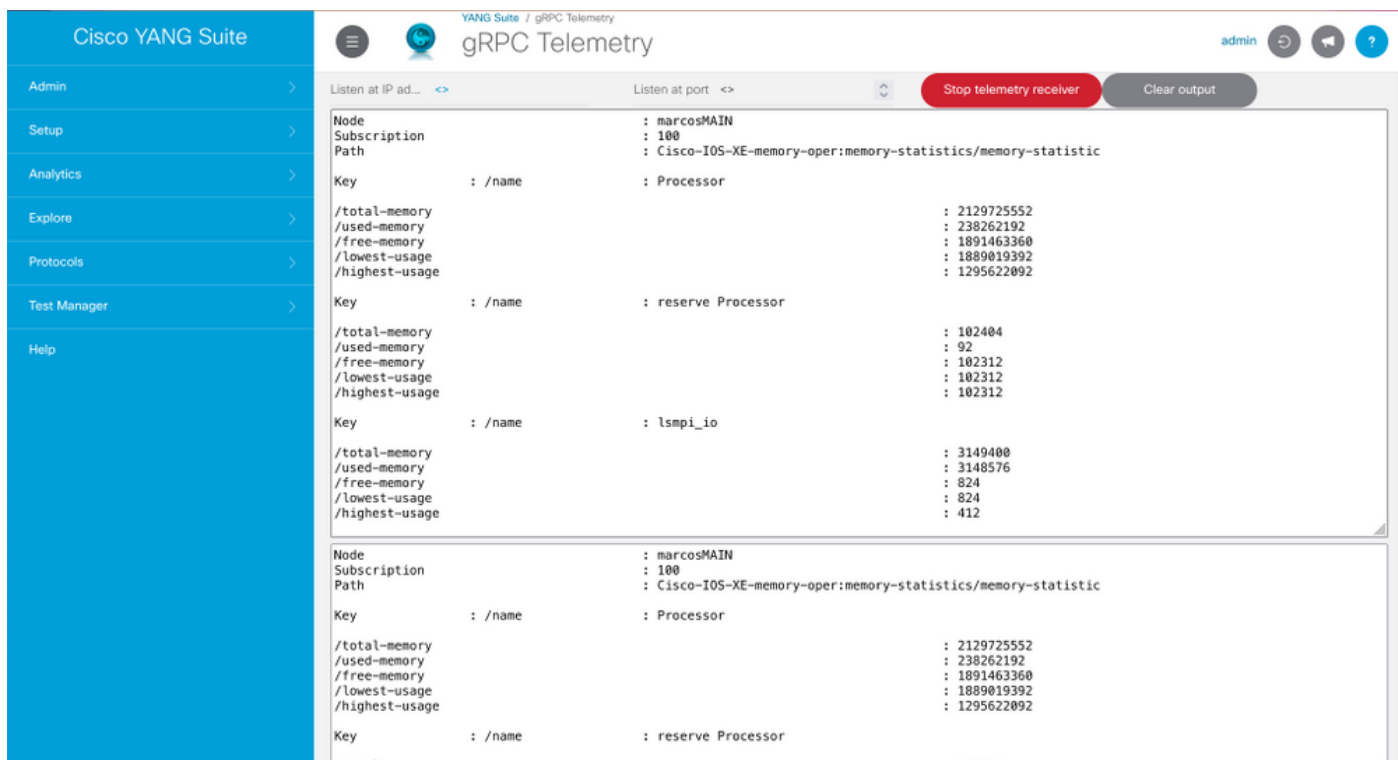 Cisco YANG Suite
Admin
Setup
Analytics
Explore
Protocols
Test Manager
Help
YANG Suite / gRPC Telemetry
gRPC Telemetry
admin
?
Listen at IP ad... <> Listen at port <> Stop telemetry receiver Clear output
Node : marcosMAIN
Subscription : 100
Path : Cisco-IOS-XE-memory-oper:memory-statistics/memory-statistic
Key : /name : Processor
/total-memory : 2129725552
/used-memory : 238262192
/free-memory : 1891463360
/lowest-usage : 1889019392
/highest-usage : 1295622092
Key : /name : reserve Processor
/total-memory : 102404
/used-memory : 92
/free-memory : 102312
/lowest-usage : 102312
/highest-usage : 102312
Key : /name : lsmpi_io
/total-memory : 3149400
/used-memory : 3148576
/free-memory : 824
/lowest-usage : 824
/highest-usage : 412
Node : marcosMAIN
Subscription : 100
Path : Cisco-IOS-XE-memory-oper:memory-statistics/memory-statistic
Key : /name : Processor
/total-memory : 2129725552
/used-memory : 238262192
/free-memory : 1891463360
/lowest-usage : 1889019392
/highest-usage : 1295622092
Key : /name : reserve Processor